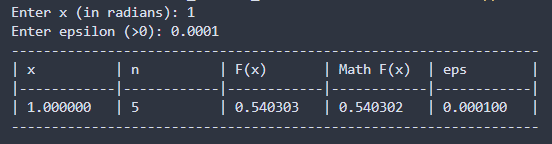 Enter x (in radians): 1
Enter epsilon (>0): 0.0001
----------------------------------------------------------------
| x | n | F(x) | Math F(x) | eps |
|-----------|-----------|------------|-----------|-----------|
| 1.000000 | 5 | 0.540303 | 0.540302 | 0.000100 |
----------------------------------------------------------------